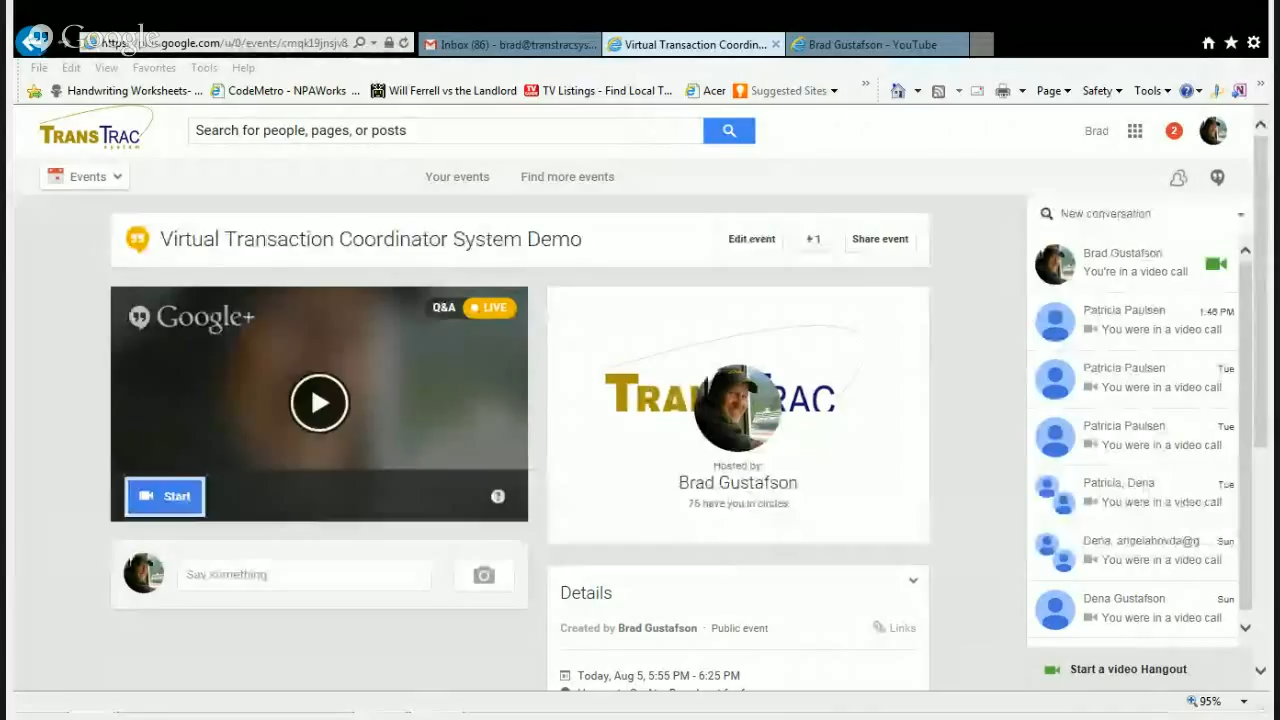 Google
https://plus.google.com/u/0/events/cmqk19jnsjv8
Inbox (86) - brad@transtracsys...
Virtual Transaction Coordin...
Brad Gustafson - YouTube
File Edit View Favorites Tools Help
Handwriting Worksheets-...
CodeMetro - NPAWorks ...
Will Ferrell vs the Landlord
TV Listings - Find Local T...
Acer
Suggested Sites
Page Safety Tools
TRANSTRAC
system
Search for people, pages, or posts
Brad
2
Events
Your events
Find more events
Virtual Transaction Coordinator System Demo
Edit event
+1
Share event
Google+
Q&A
LIVE
Start
Say something
TRA
RAC
Hosted by
Brad Gustafson
76 have you in circles
Details
Created by Brad Gustafson · Public event
Links
Today, Aug 5, 5:55 PM - 6:25 PM
New conversation
Brad Gustafson
You're in a video call
Patricia Paulsen 1:46 PM
You were in a video call
Patricia Paulsen Tue
You were in a video call
Patricia Paulsen Tue
You were in a video call
Patricia, Dena Tue
You were in a video call
Dena, angelahovda@g... Sun
You were in a video call
Dena Gustafson Sun
You were in a video call
Start a video Hangout
95%